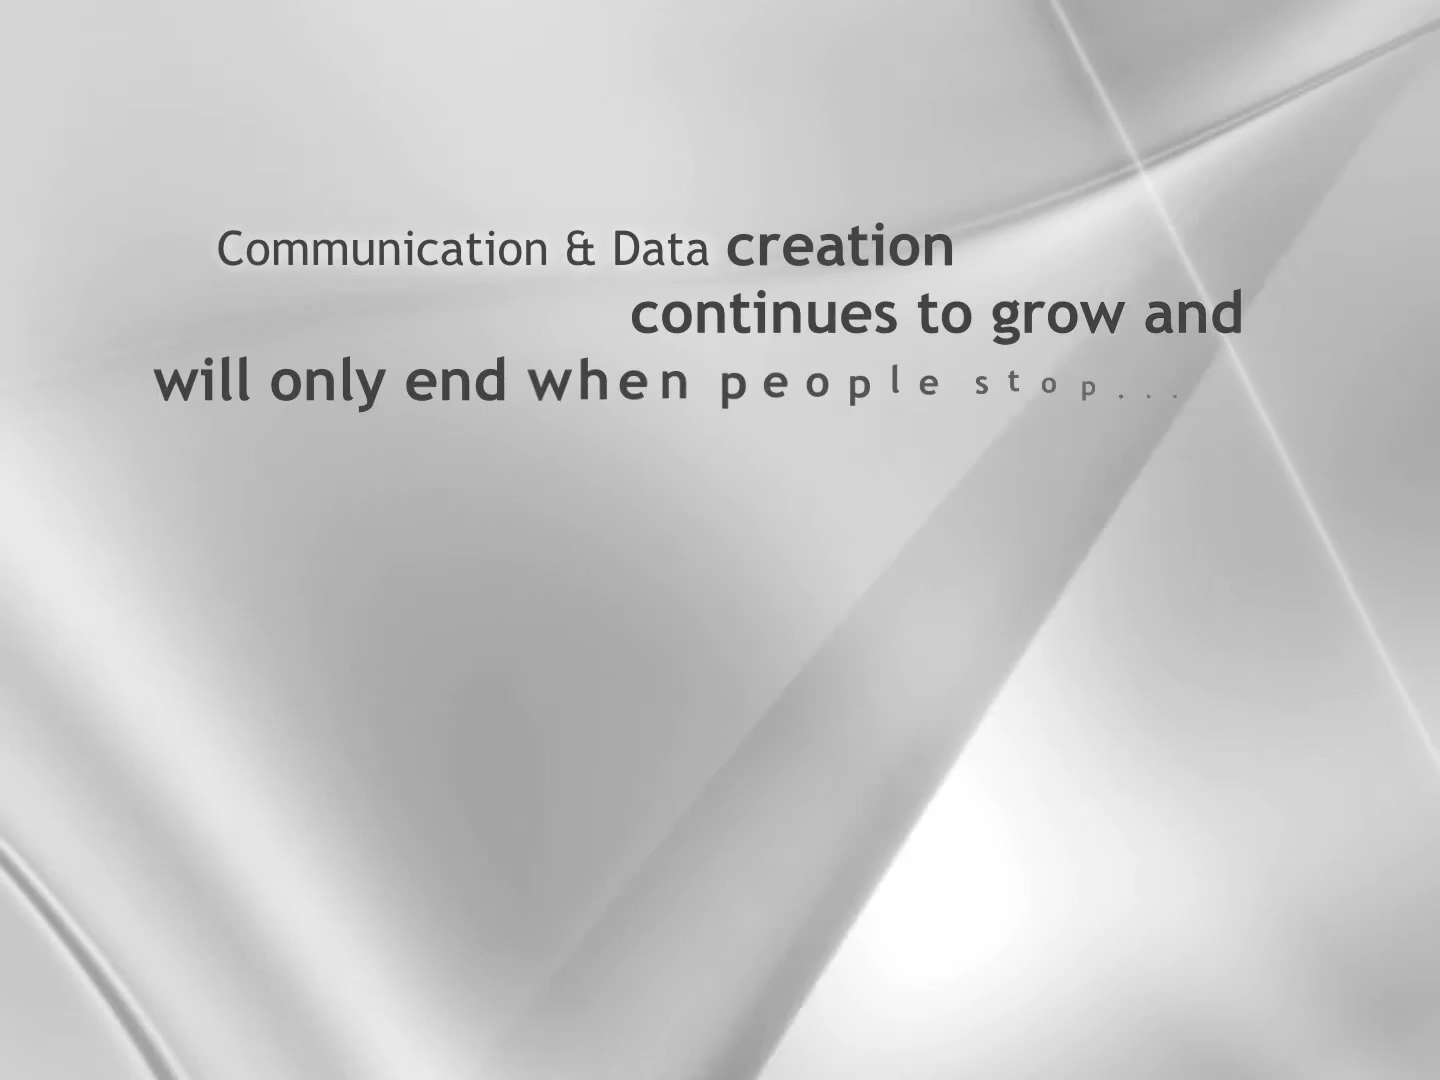 Communication & Data creation
continues to grow and
will only end when people stop...